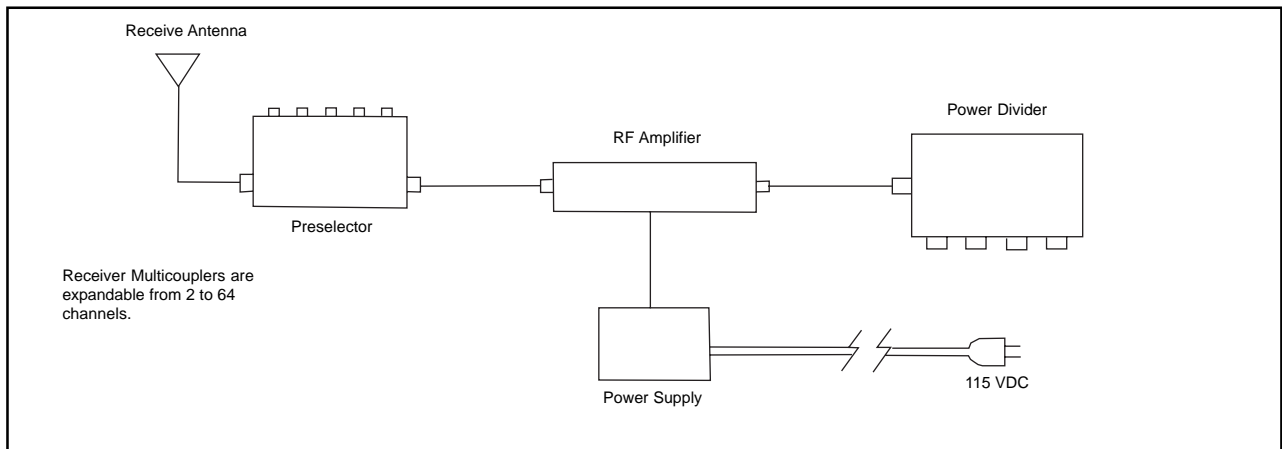 Receive Antenna
Power Divider
RF Amplifier
Preselector
Receiver Multicouplers are
expandable from 2 to 64
channels.
115 VDC
Power Supply